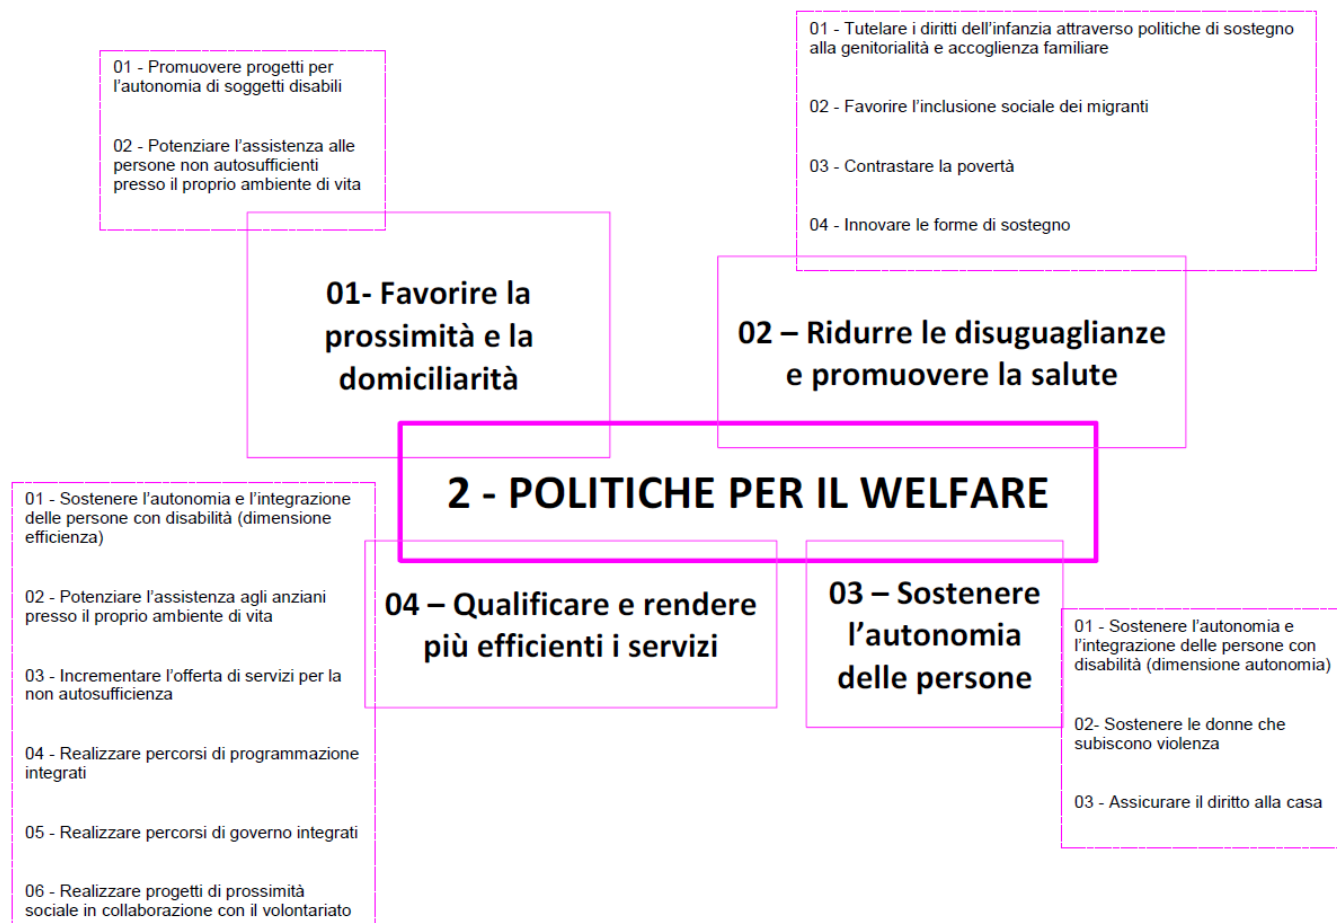 01 - Promuovere progetti per
l’autonomia di soggetti disabili
02 - Potenziare l’assistenza alle
persone non autosufficienti
presso il proprio ambiente di vita
01 - Tutelare i diritti dell’infanzia attraverso politiche di sostegno
alla genitorialità e accoglienza familiare
02 - Favorire l’inclusione sociale dei migranti
03 - Contrastare la povertà
04 - Innovare le forme di sostegno
01- Favorire la
prossimità e la
domiciliarità
02 – Ridurre le disuguaglianze
e promuovere la salute
2 - POLITICHE PER IL WELFARE
01 - Sostenere l’autonomia e l’integrazione
delle persone con disabilità (dimensione
efficienza)
02 - Potenziare l’assistenza agli anziani
presso il proprio ambiente di vita
03 - Incrementare l’offerta di servizi per la
non autosufficienza
04 - Realizzare percorsi di programmazione
integrati
05 - Realizzare percorsi di governo integrati
06 - Realizzare progetti di prossimità
sociale in collaborazione con il volontariato
04 – Qualificare e rendere
più efficienti i servizi
03 – Sostenere
l’autonomia
delle persone
01 - Sostenere l’autonomia e
l’integrazione delle persone con
disabilità (dimensione autonomia)
02- Sostenere le donne che
subiscono violenza
03 - Assicurare il diritto alla casa